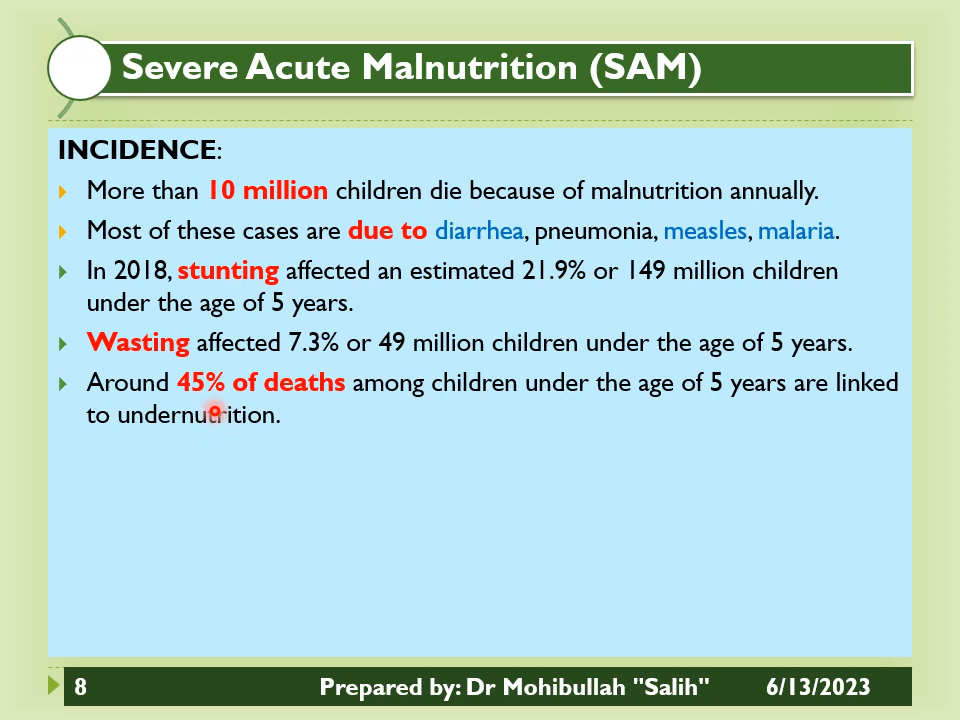 Severe Acute Malnutrition (SAM)
INCIDENCE:
More than 10 million children die because of malnutrition annually.
Most of these cases are due to diarrhea, pneumonia, measles, malaria.
In 2018, stunting affected an estimated 21.9% or 149 million children
under the age of 5 years.
Wasting affected 7.3% or 49 million children under the age of 5 years.
Around 45% of deaths among children under the age of 5 years are linked
to undernutrition.
8 Prepared by: Dr Mohibullah "Salih" 6/13/2023